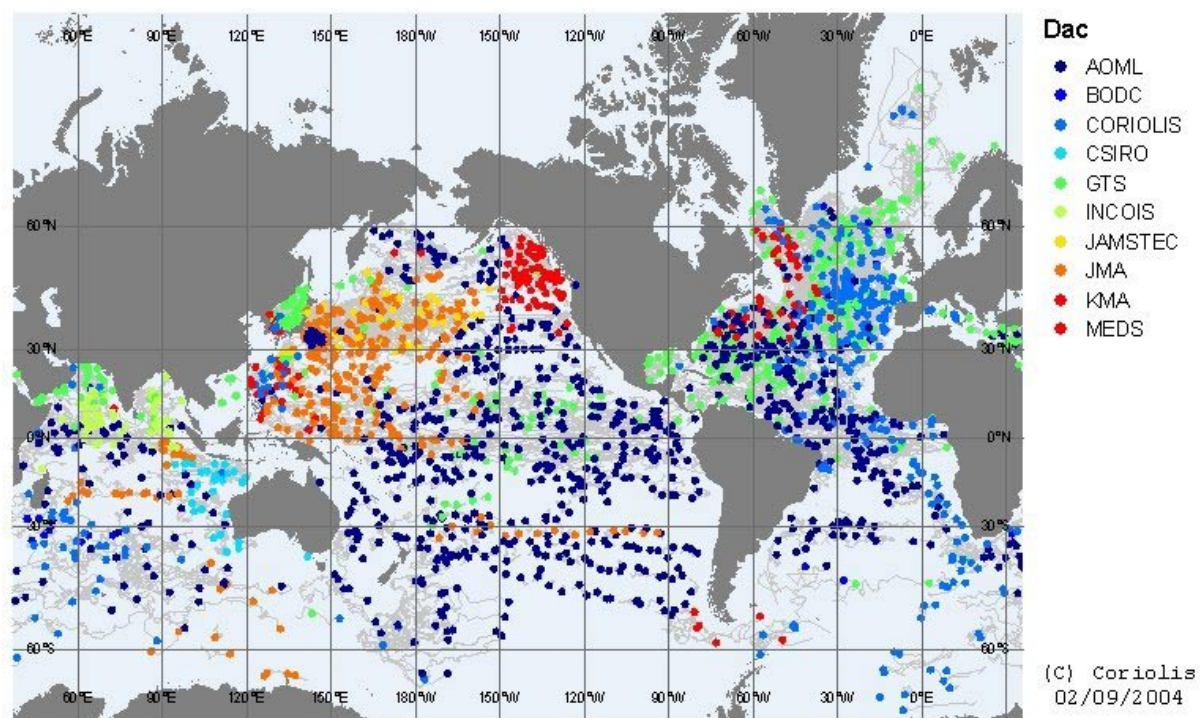 60°E 90°E 120°E 150°E 180°W 150°W 120°W 90°W 60°W 30°W 0°E
60°N 60°N
30°N 30°N
0°N 0°N
30°S 30°S
60°S 60°S
60°E 90°E 120°E 150°E 180°W 150°W 120°W 90°W 60°W 30°W 0°E
Dac
AOML
BODC
CORIOLIS
CSIRO
GTS
INCOIS
JAMSTEC
JMA
KMA
MEDS
(C) Coriolis
02/09/2004